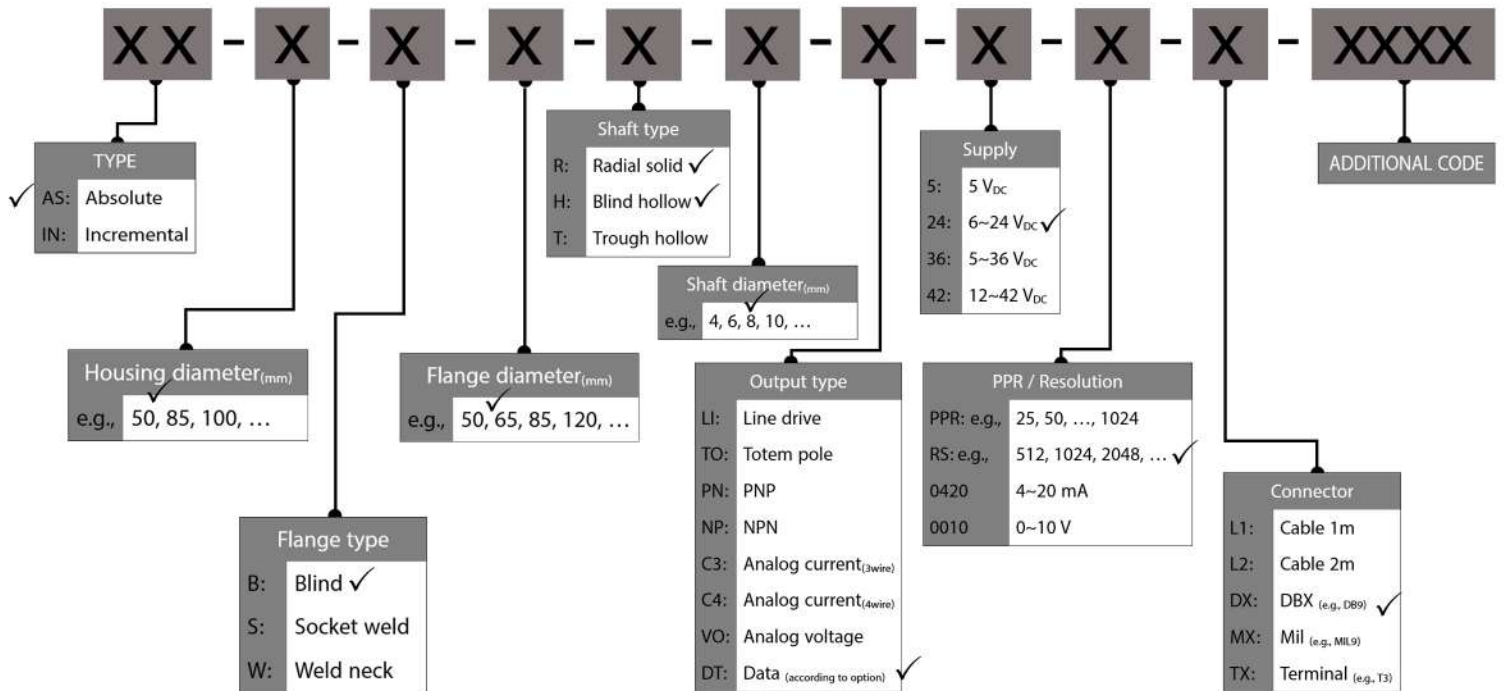 XX - X - X - X - X - X - X - X - X - X - XXXX
TYPE
AS: Absolute
IN: Incremental
Housing diameter(mm)
e.g., 50, 85, 100, ...
Flange type
B: Blind
S: Socket weld
W: Weld neck
Flange diameter(mm)
e.g., 50, 65, 85, 120, ...
Shaft type
R: Radial solid
H: Blind hollow
T: Trough hollow
Shaft diameter(mm)
e.g., 4, 6, 8, 10, ...
Output type
LI: Line drive
TO: Totem pole
PN: PNP
NP: NPN
C3: Analog current(3wire)
C4: Analog current(4wire)
VO: Analog voltage
DT: Data (according to option)
Supply
5: 5 VDC
24: 6~24 VDC
36: 5~36 VDC
42: 12~42 VDC
PPR / Resolution
PPR: e.g., 25, 50, ..., 1024
RS: e.g., 512, 1024, 2048, ...
0420 4~20 mA
0010 0~10 V
Connector
L1: Cable 1m
L2: Cable 2m
DX: DBX (e.g., DB9)
MX: Mil (e.g., MIL9)
TX: Terminal (e.g., T3)
ADDITIONAL CODE